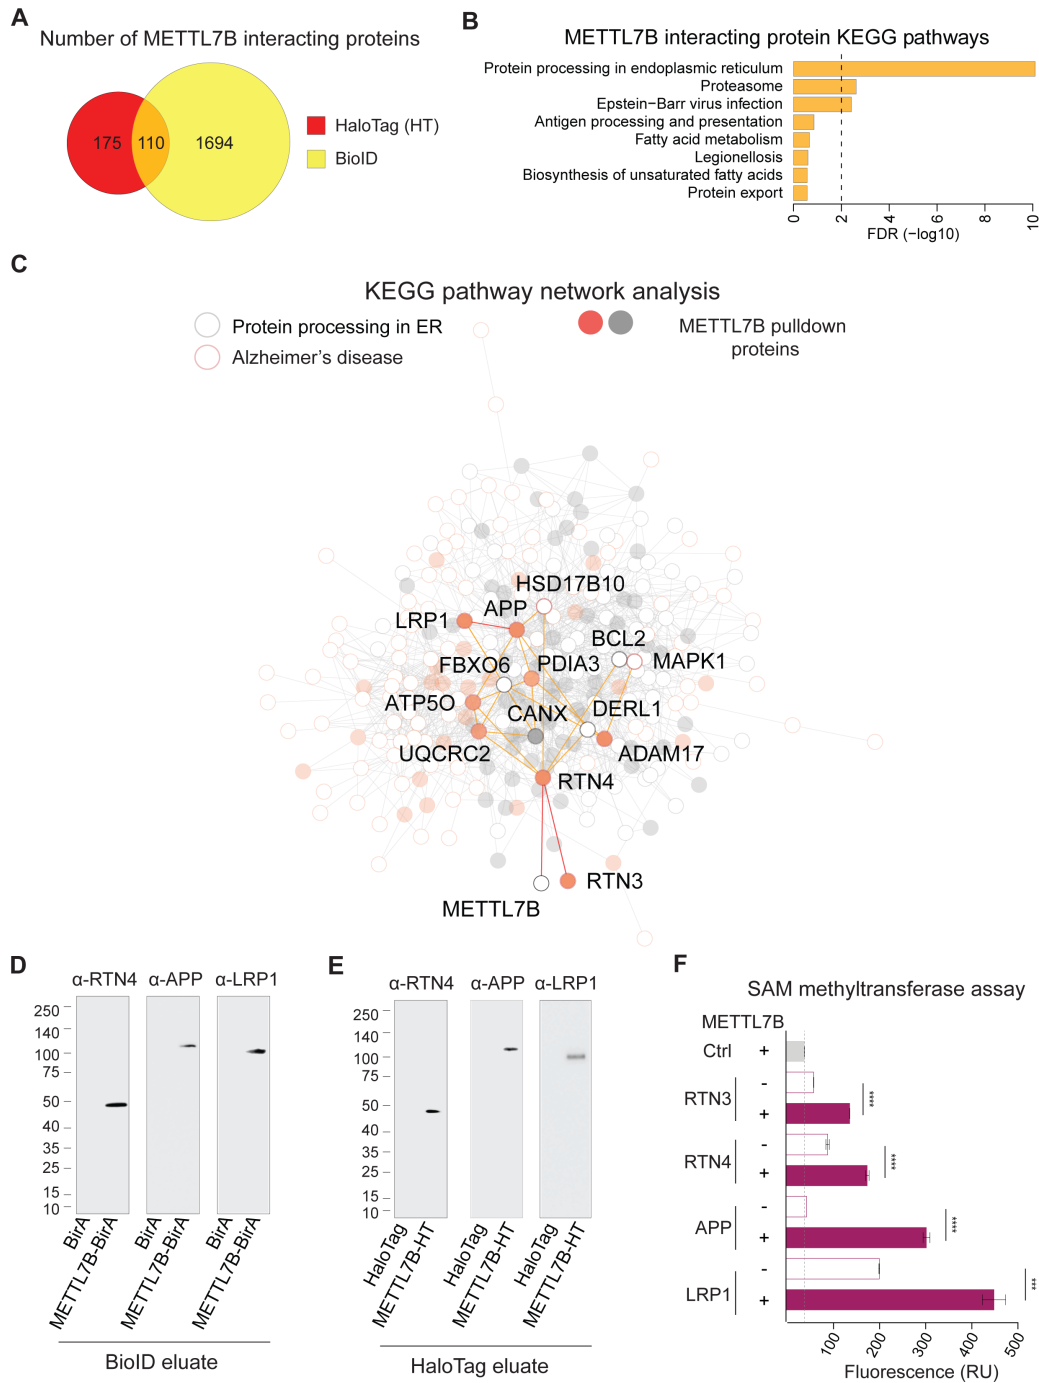 A
Number of METTL7B interacting proteins
175
110
1694
HaloTag (HT)
BioID
B
METTL7B interacting protein KEGG pathways
Protein processing in endoplasmic reticulum
Proteasome
Epstein−Barr virus infection
Antigen processing and presentation
Fatty acid metabolism
Legionellosis
Biosynthesis of unsaturated fatty acids
Protein export
0 2 4 6 8 10
FDR (−log10)
C
KEGG pathway network analysis
Protein processing in ER
Alzheimer's disease
METTL7B pulldown
proteins
HSD17B10
LRP1
APP
BCL2
FBXO6
PDIA3
MAPK1
ATP5O
CANX
DERL1
UQCRC2
ADAM17
RTN4
RTN3
METTL7B
D
α-RTN4 α-APP α-LRP1
250
140
100
75
50
40
35
25
15
10
BirA
METTL7B-BirA
BirA
METTL7B-BirA
BirA
METTL7B-BirA
BioID eluate
E
α-RTN4 α-APP α-LRP1
250
140
100
75
50
40
35
25
15
10
HaloTag
METTL7B-HT
HaloTag
METTL7B-HT
HaloTag
METTL7B-HT
HaloTag eluate
F
SAM methyltransferase assay
METTL7B
Ctrl +
RTN3
-
+
****
RTN4
-
+
****
APP
-
+
****
LRP1
-
+
***
100 200 300 400 500
Fluorescence (RU)